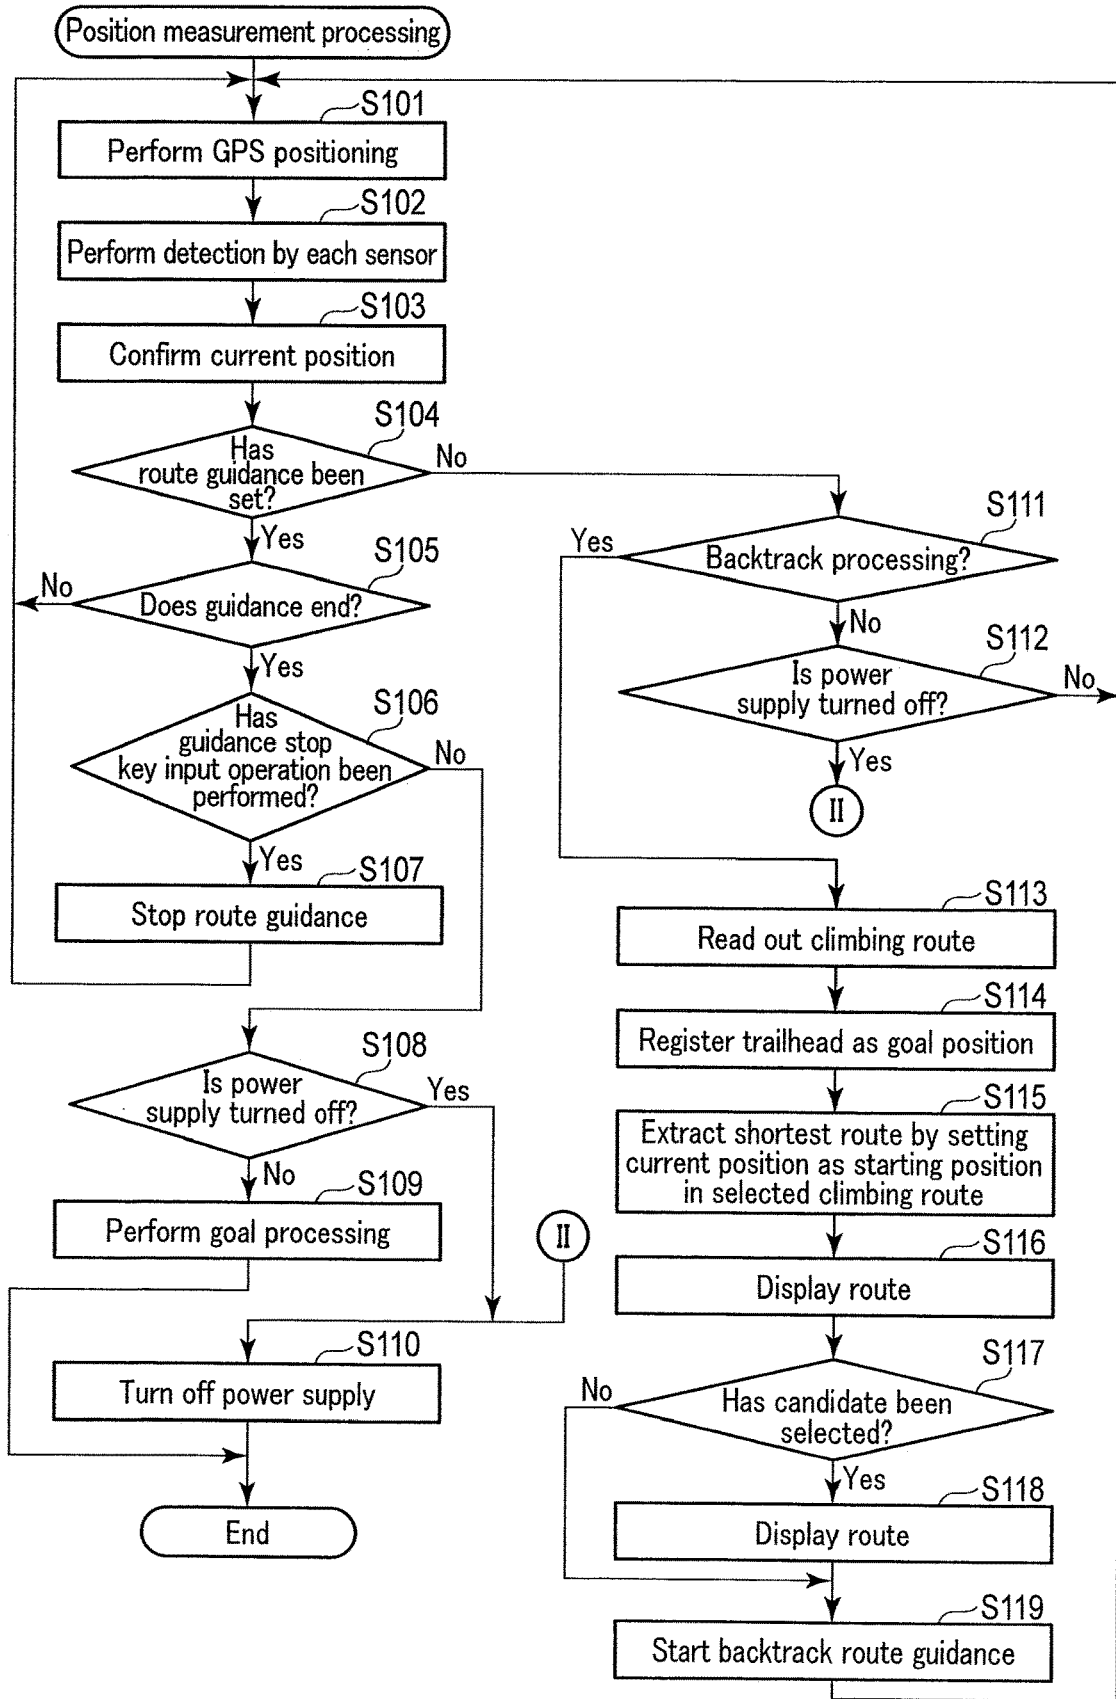 Position measurement processing
S101
Perform GPS positioning
S102
Perform detection by each sensor
S103
Confirm current position
S104
Has
route guidance been
set?
No
Yes
S105
Does guidance end?
No
Yes
S106
Has
guidance stop
key input operation been
performed?
No
Yes
S107
Stop route guidance
S108
Is power
supply turned off?
Yes
No
S109
Perform goal processing
II
S110
Turn off power supply
End
S111
Backtrack processing?
Yes
No
S112
Is power
supply turned off?
No
Yes
II
S113
Read out climbing route
S114
Register trailhead as goal position
S115
Extract shortest route by setting
current position as starting position
in selected climbing route
S116
Display route
S117
Has candidate been
selected?
No
Yes
S118
Display route
S119
Start backtrack route guidance